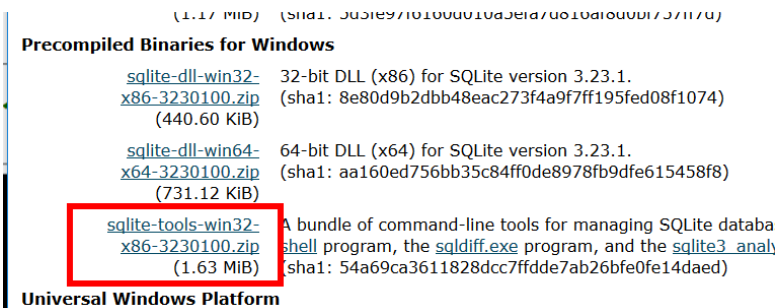 (1.17 MiB) (sha1: 5d3fe97f6160d010a5efa7d816af8d0bf757ff7d)
Precompiled Binaries for Windows
sqlite-dll-win32- 32-bit DLL (x86) for SQLite version 3.23.1.
x86-3230100.zip (sha1: 8e80d9b2dbb48eac273f4a9f7ff195fed08f1074)
(440.60 KiB)
sqlite-dll-win64- 64-bit DLL (x64) for SQLite version 3.23.1.
x64-3230100.zip (sha1: aa160ed756bb35c84ff0de8978fb9dfe615458f8)
(731.12 KiB)
sqlite-tools-win32- A bundle of command-line tools for managing SQLite databa
x86-3230100.zip shell program, the sqldiff.exe program, and the sqlite3_analy
(1.63 MiB) (sha1: 54a69ca3611828dcc7ffdde7ab26bfe0fe14daed)
Universal Windows Platform